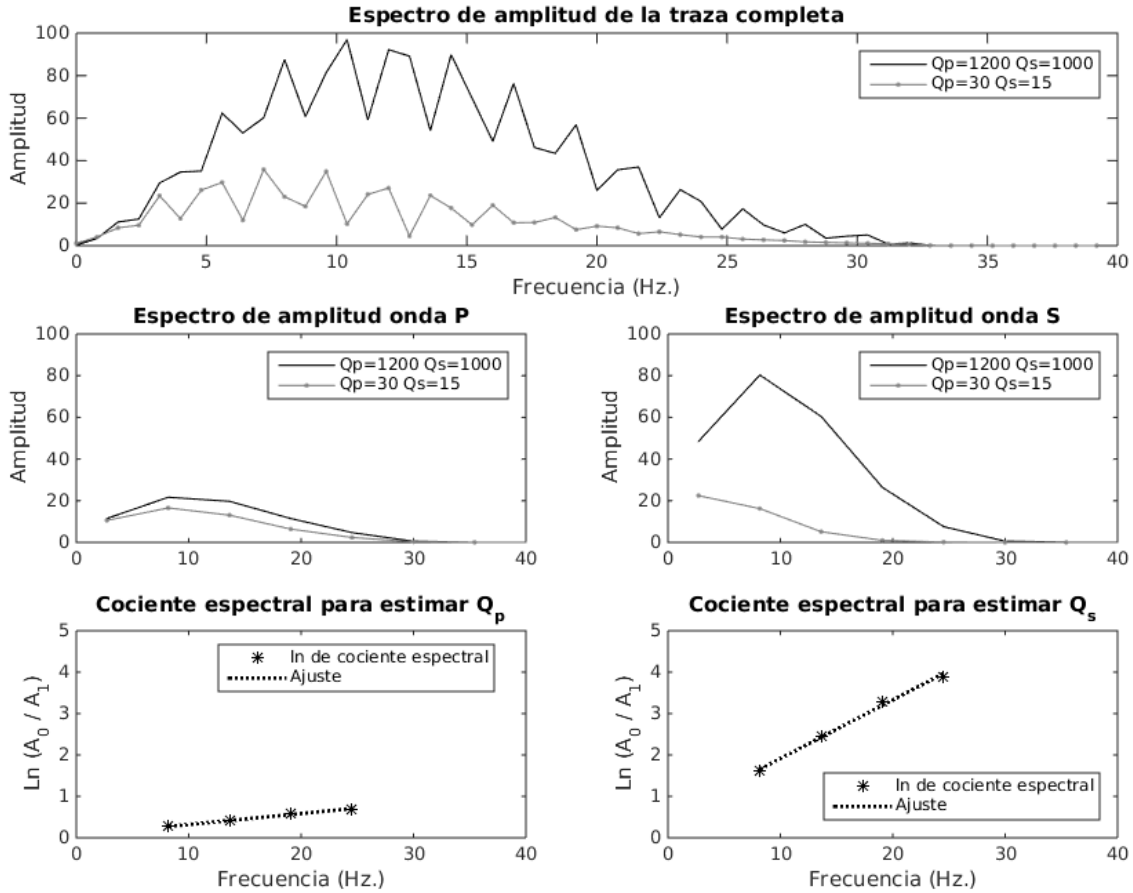 Espectro de amplitud de la traza completa
100
80
60
40
20
0
Amplitud
Qp=1200 Qs=1000
Qp=30 Qs=15
0 5 10 15 20 25 30 35 40
Frecuencia (Hz.)
Espectro de amplitud onda P
100
80
60
40
20
0
Amplitud
Qp=1200 Qs=1000
Qp=30 Qs=15
0 10 20 30 40
Espectro de amplitud onda S
100
80
60
40
20
0
Amplitud
Qp=1200 Qs=1000
Qp=30 Qs=15
0 10 20 30 40
Cociente espectral para estimar Qp
5
4
3
2
1
0
Ln (A0 / A1)
ln de cociente espectral
Ajuste
0 10 20 30 40
Frecuencia (Hz.)
Cociente espectral para estimar Qs
5
4
3
2
1
0
Ln (A0 / A1)
ln de cociente espectral
Ajuste
0 10 20 30 40
Frecuencia (Hz.)